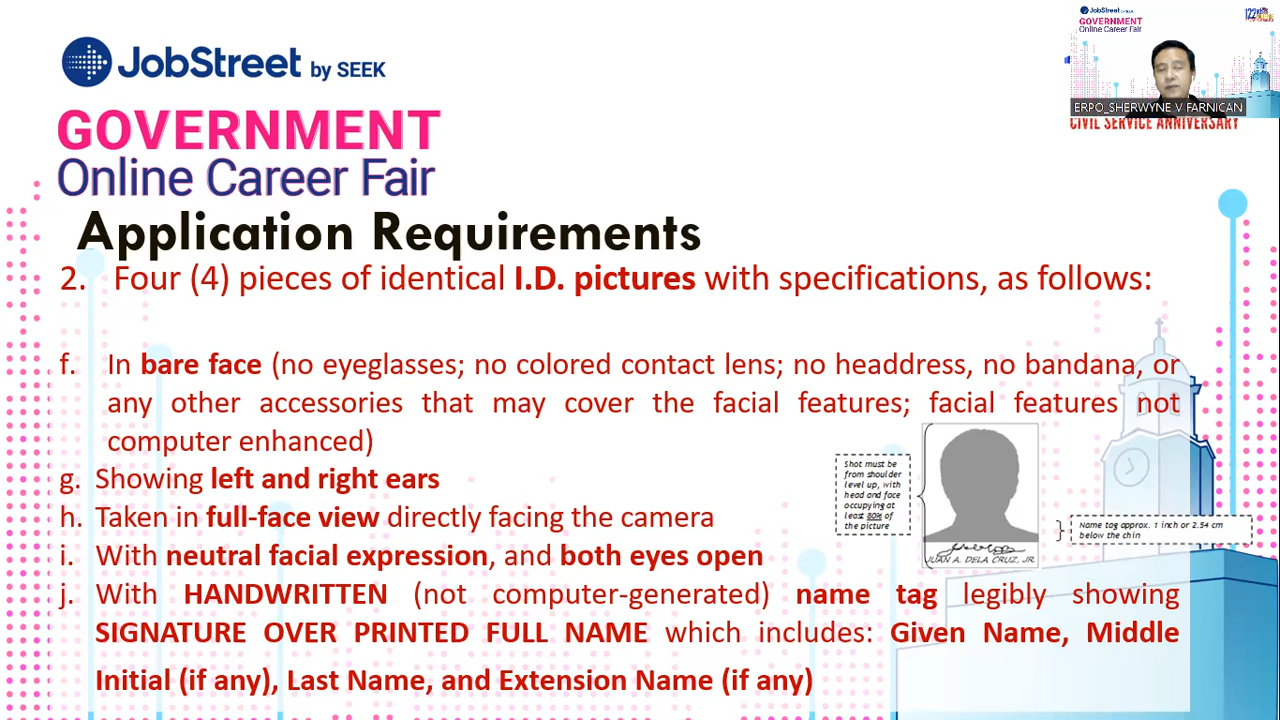 JobStreet by SEEK
GOVERNMENT
Online Career Fair
Application Requirements
2. Four (4) pieces of identical I.D. pictures with specifications, as follows:
f. In bare face (no eyeglasses; no colored contact lens; no headdress, no bandana, or
any other accessories that may cover the facial features; facial features not
computer enhanced)
g. Showing left and right ears
h. Taken in full-face view directly facing the camera
i. With neutral facial expression, and both eyes open
j. With HANDWRITTEN (not computer-generated) name tag legibly showing
SIGNATURE OVER PRINTED FULL NAME which includes: Given Name, Middle
Initial (if any), Last Name, and Extension Name (if any)
Shot must be
from shoulder
level up, with
head and face
occupying at
least 80% of
the picture
JUAN A. DELA CRUZ, JR.
Name tag approx. 1 inch or 2.54 cm
below the chin
JobStreet
GOVERNMENT
Online Career Fair
122
ERPO_SHERWYNE V FARNICAN
CIVIL SERVICE ANNIVERSARY